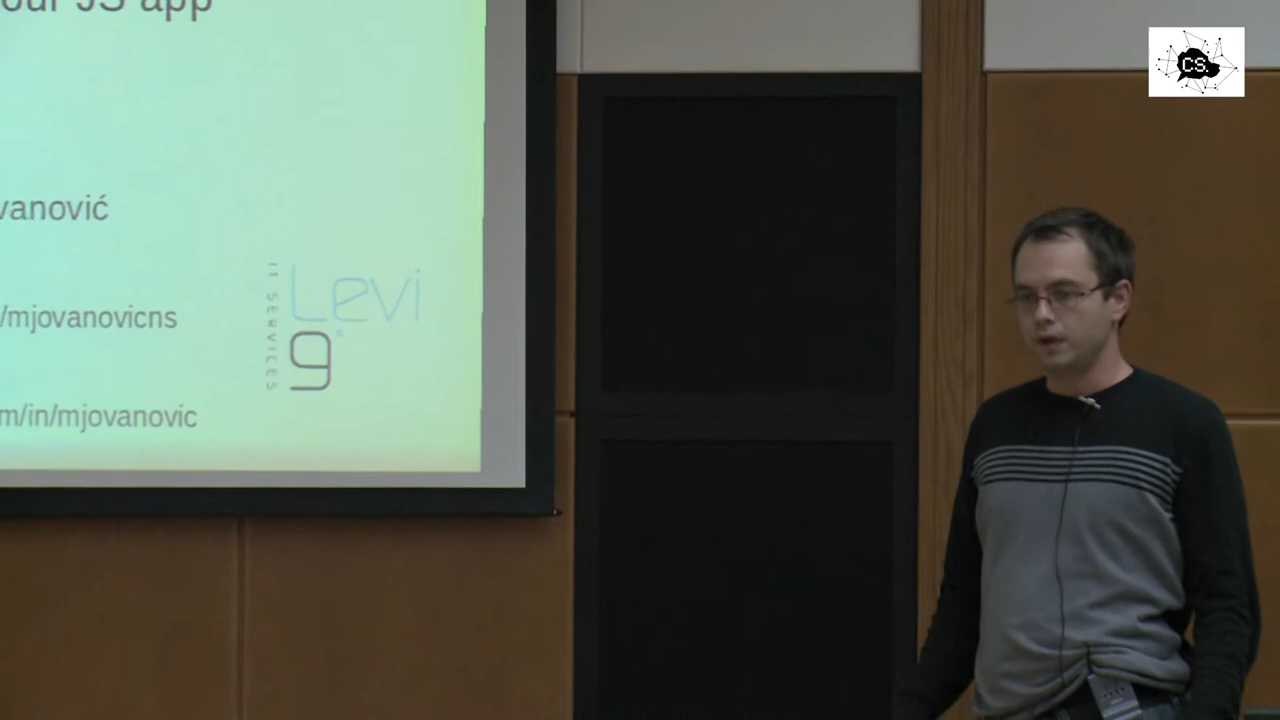 our JS app
vanović
/mjovanovicns
m/in/mjovanovic
Levi
9
IT SERVICES
CS.